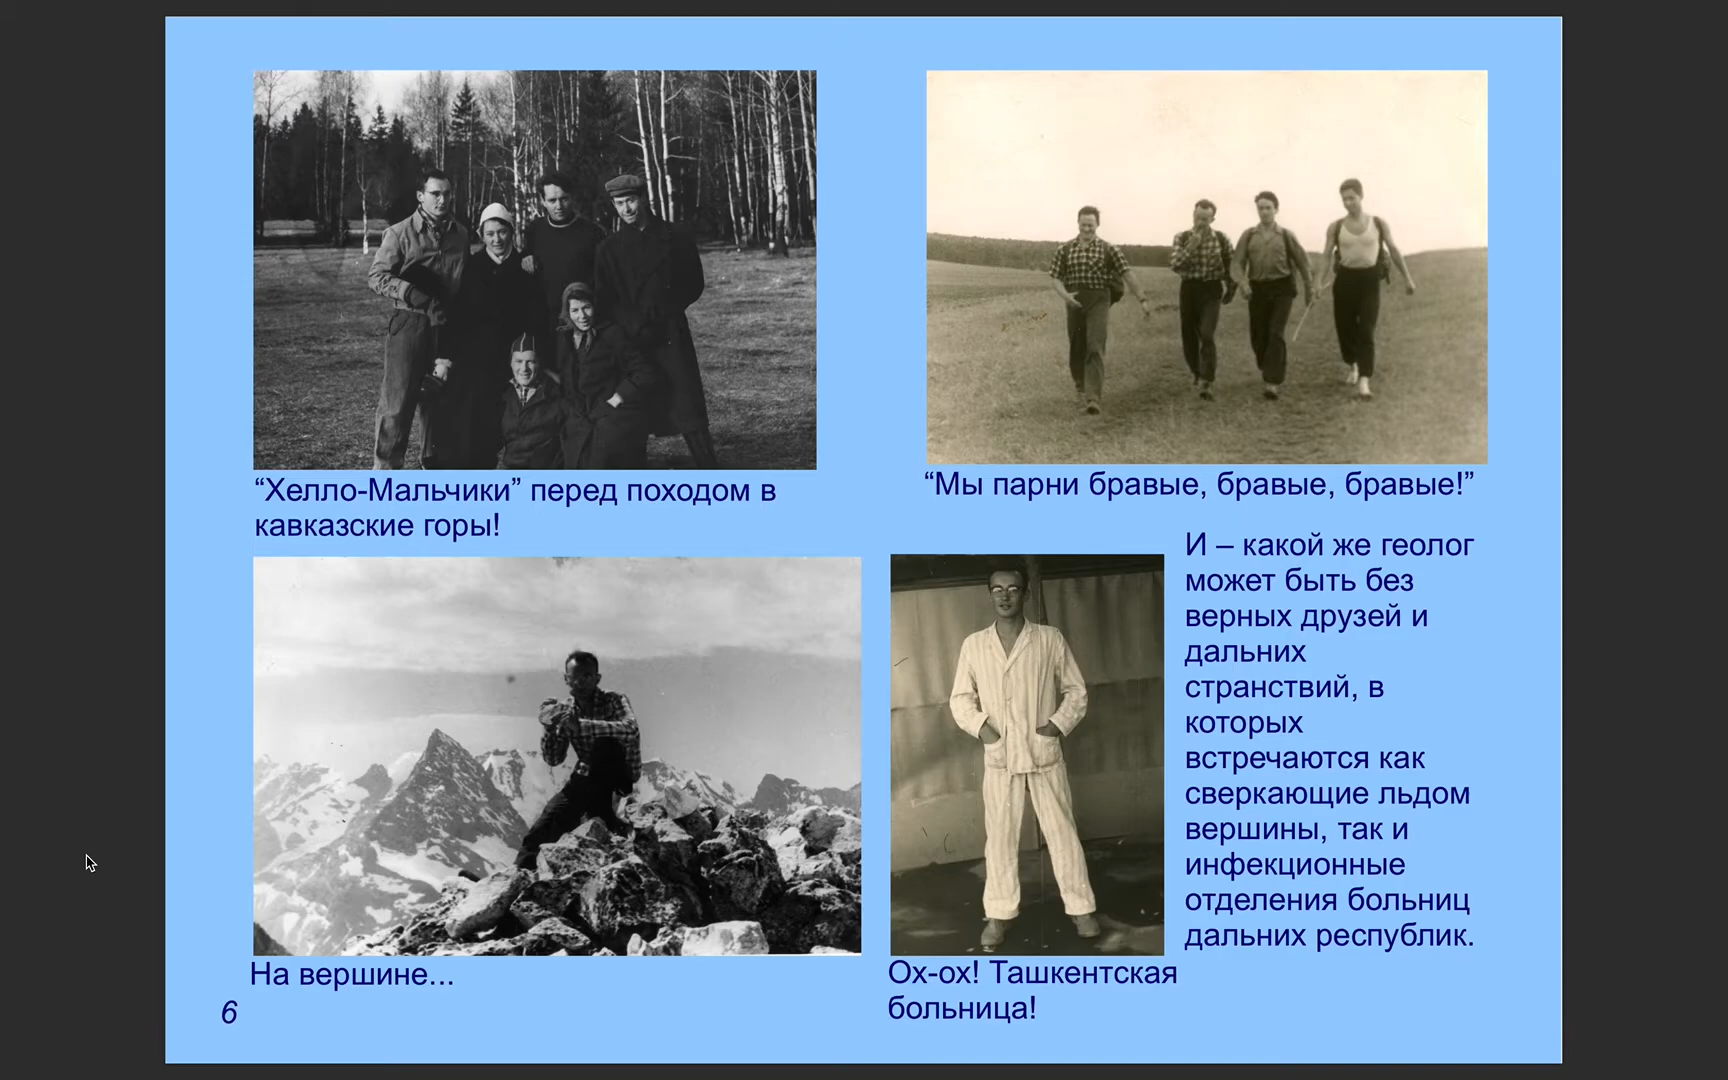 “Хелло-Мальчики” перед походом в
кавказские горы!
“Мы парни бравые, бравые, бравые!”
На вершине...
Ох-ох! Ташкентская
больница!
И – какой же геолог
может быть без
верных друзей и
дальних
странствий, в
которых
встречаются как
сверкающие льдом
вершины, так и
инфекционные
отделения больниц
дальних республик.
6